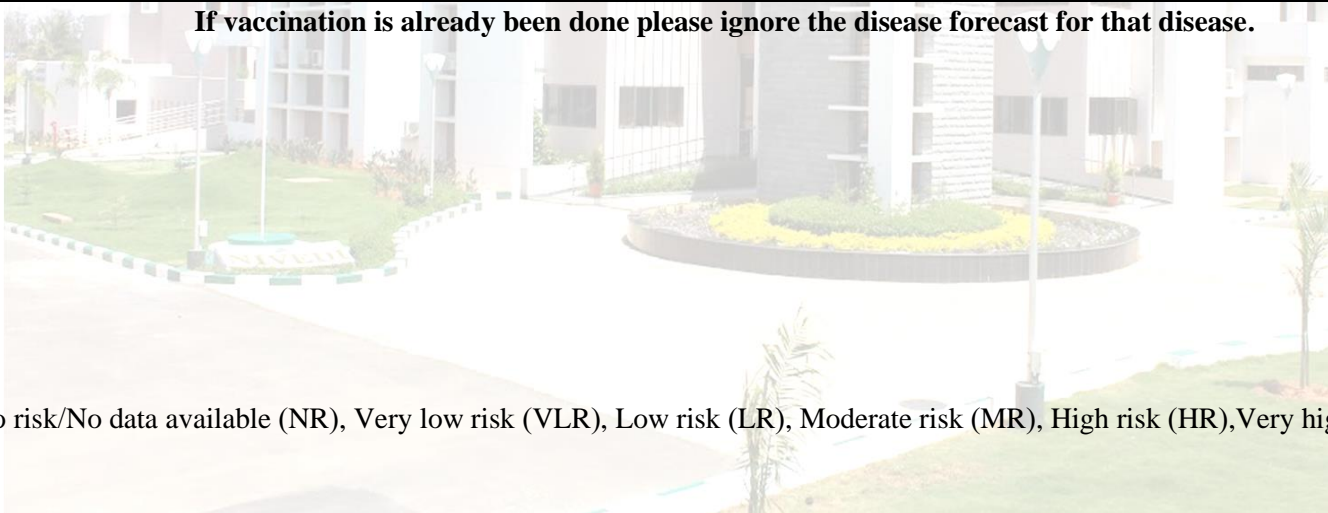 If vaccination is already been done please ignore the disease forecast for that disease.
NIVEDI
risk/No data available (NR), Very low risk (VLR), Low risk (LR), Moderate risk (MR), High risk (HR),Very